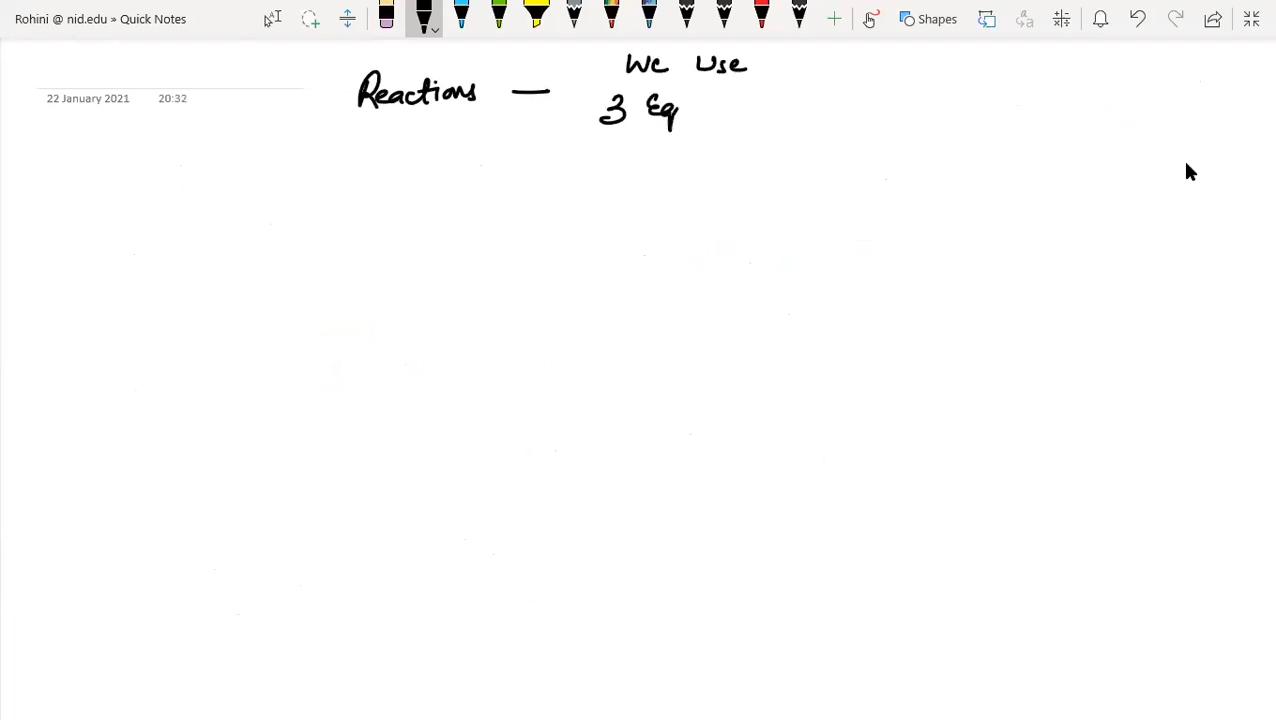 Rohini @ nid.edu » Quick Notes
Shapes
We Use
Reactions — 3 Eq
22 January 2021 20:32